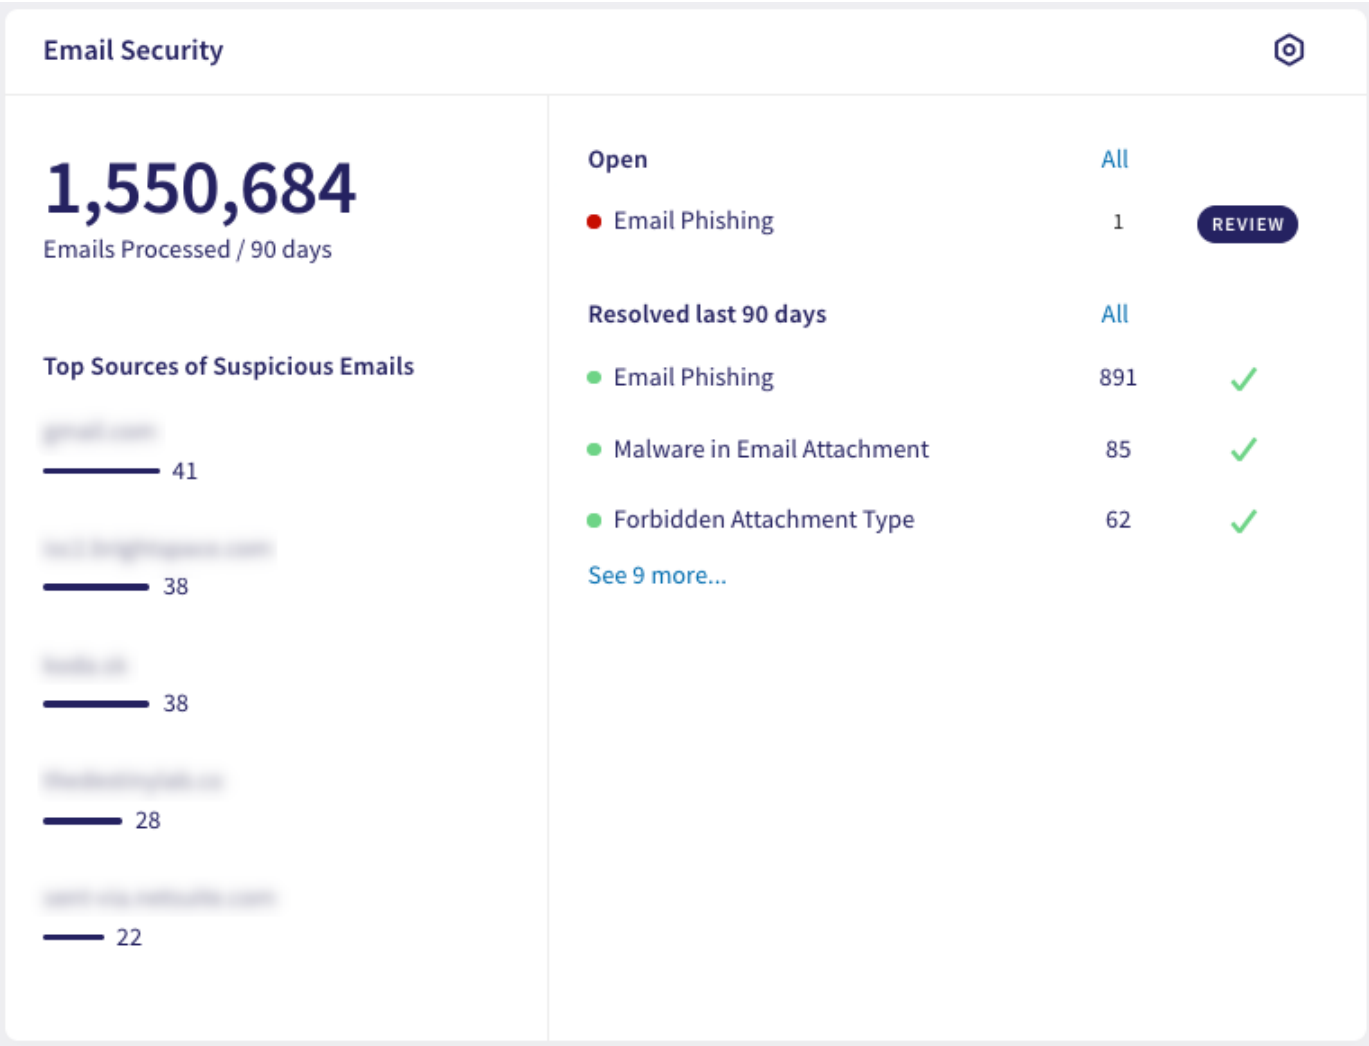 Email Security
1,550,684
Emails Processed / 90 days
Top Sources of Suspicious Emails
41
38
38
28
22
Open All
Email Phishing 1 REVIEW
Resolved last 90 days All
Email Phishing 891
Malware in Email Attachment 85
Forbidden Attachment Type 62
See 9 more...